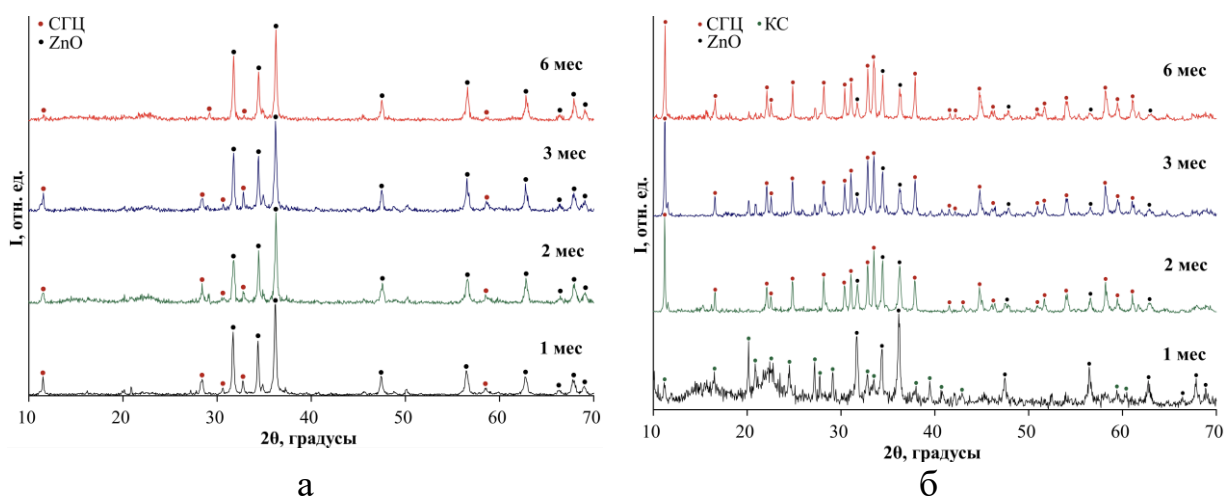 СГЦ
ZnO
6 мес
3 мес
2 мес
1 мес
I, отн. ед.
10 20 30 40 50 60 70
2θ, градусы
а
СГЦ КС
ZnO
6 мес
3 мес
2 мес
1 мес
I, отн. ед.
10 20 30 40 50 60 70
2θ, градусы
б